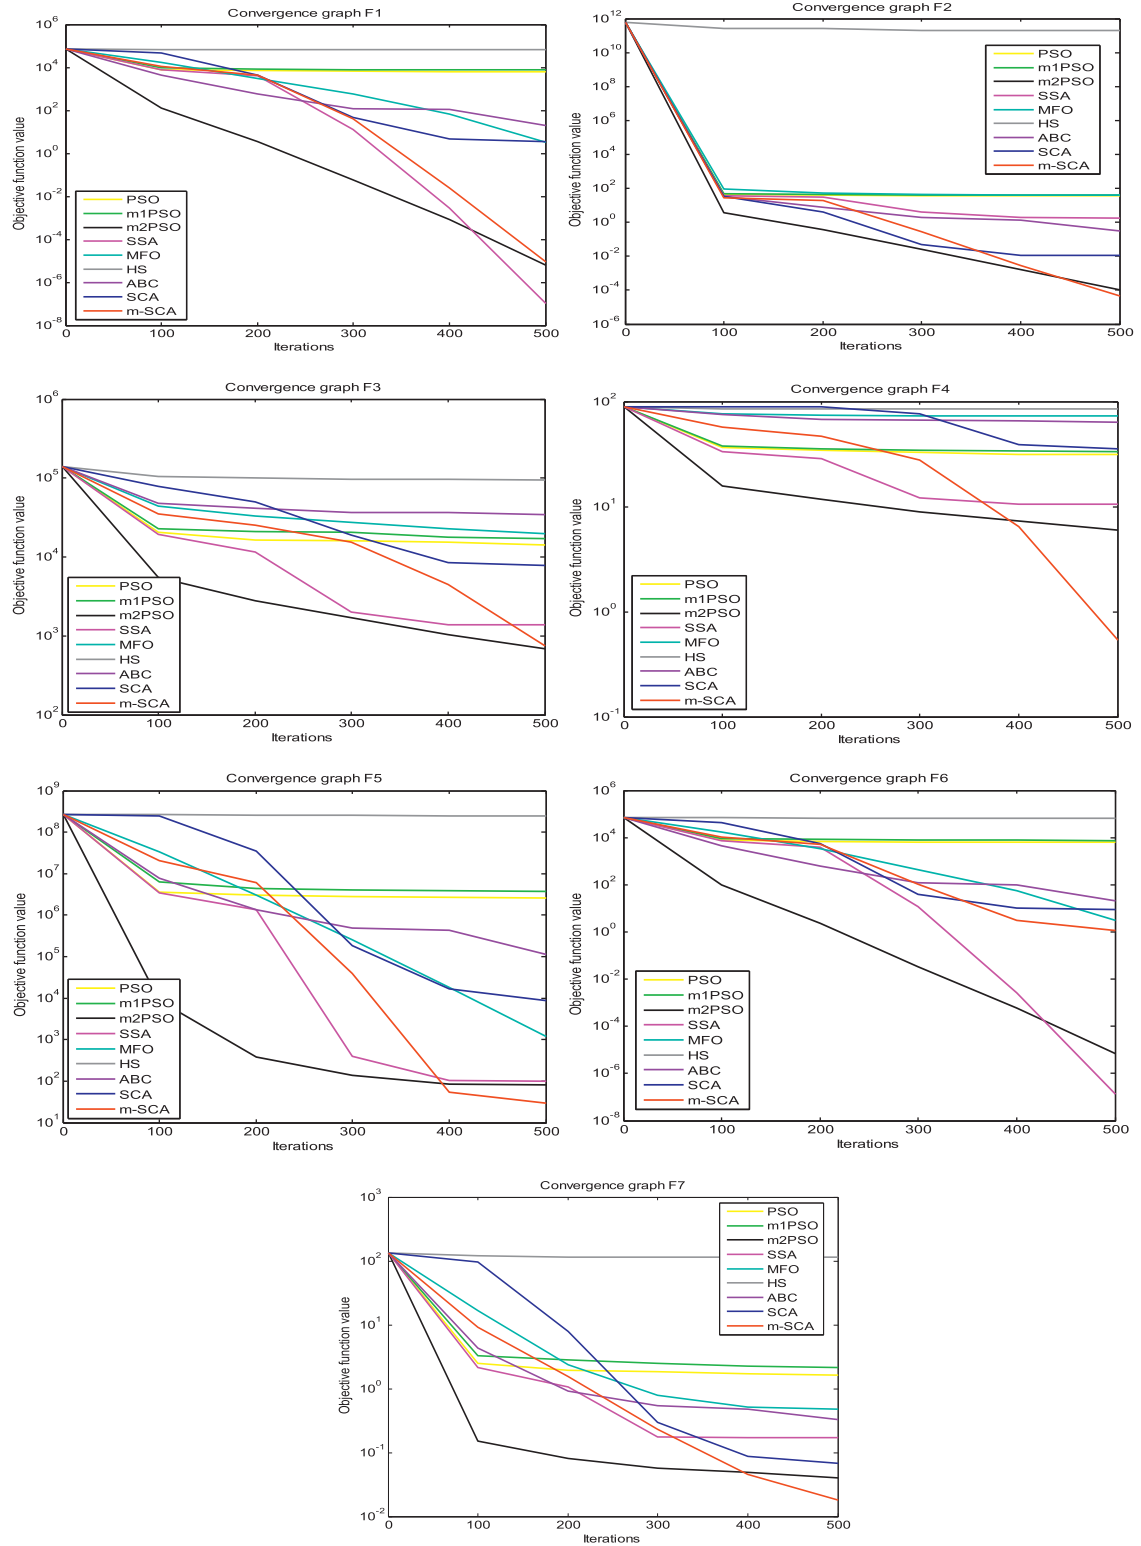 Convergence graph F1
10^6
10^4
10^2
10^0
10^-2
10^-4
10^-6
10^-8
Objective function value
PSO
m1PSO
m2PSO
SSA
MFO
HS
ABC
SCA
m-SCA
0 100 200 300 400 500
Iterations
Convergence graph F2
10^12
10^10
10^8
10^6
10^4
10^2
10^0
10^-2
10^-4
10^-6
Objective function value
PSO
m1PSO
m2PSO
SSA
MFO
HS
ABC
SCA
m-SCA
0 100 200 300 400 500
Iterations
Convergence graph F3
10^6
10^5
10^4
10^3
10^2
Objective function value
PSO
m1PSO
m2PSO
SSA
MFO
HS
ABC
SCA
m-SCA
0 100 200 300 400 500
Iterations
Convergence graph F4
10^2
10^1
10^0
10^-1
Objective function value
PSO
m1PSO
m2PSO
SSA
MFO
HS
ABC
SCA
m-SCA
0 100 200 300 400 500
Iterations
Convergence graph F5
10^9
10^8
10^7
10^6
10^5
10^4
10^3
10^2
10^1
Objective function value
PSO
m1PSO
m2PSO
SSA
MFO
HS
ABC
SCA
m-SCA
0 100 200 300 400 500
Iterations
Convergence graph F6
10^6
10^4
10^2
10^0
10^-2
10^-4
10^-6
10^-8
Objective function value
PSO
m1PSO
m2PSO
SSA
MFO
HS
ABC
SCA
m-SCA
0 100 200 300 400 500
Iterations
Convergence graph F7
10^3
10^2
10^1
10^0
10^-1
10^-2
Objective function value
PSO
m1PSO
m2PSO
SSA
MFO
HS
ABC
SCA
m-SCA
0 100 200 300 400 500
Iterations